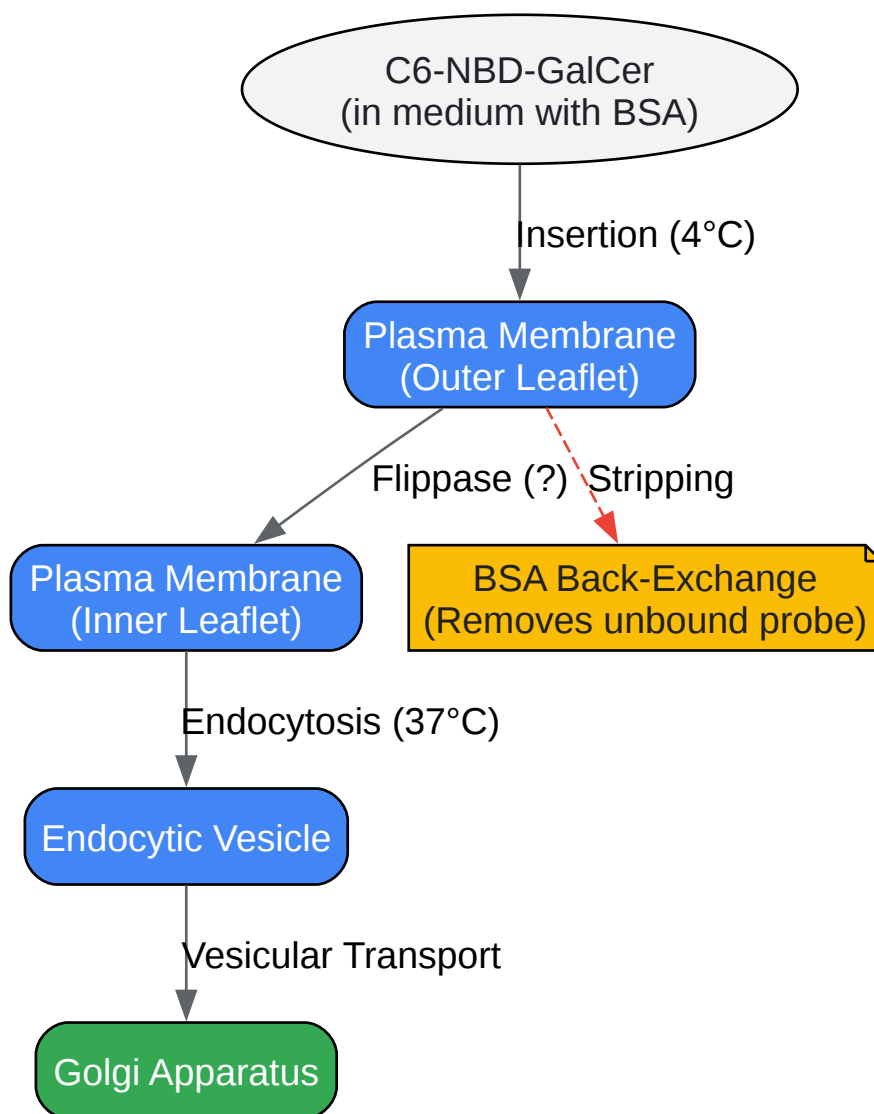 C6-NBD-GalCer
(in medium with BSA)
Insertion (4°C)
Plasma Membrane
(Outer Leaflet)
Flippase (?)
Stripping
Plasma Membrane
(Inner Leaflet)
BSA Back-Exchange
(Removes unbound probe)
Endocytosis (37°C)
Endocytic Vesicle
Vesicular Transport
Golgi Apparatus